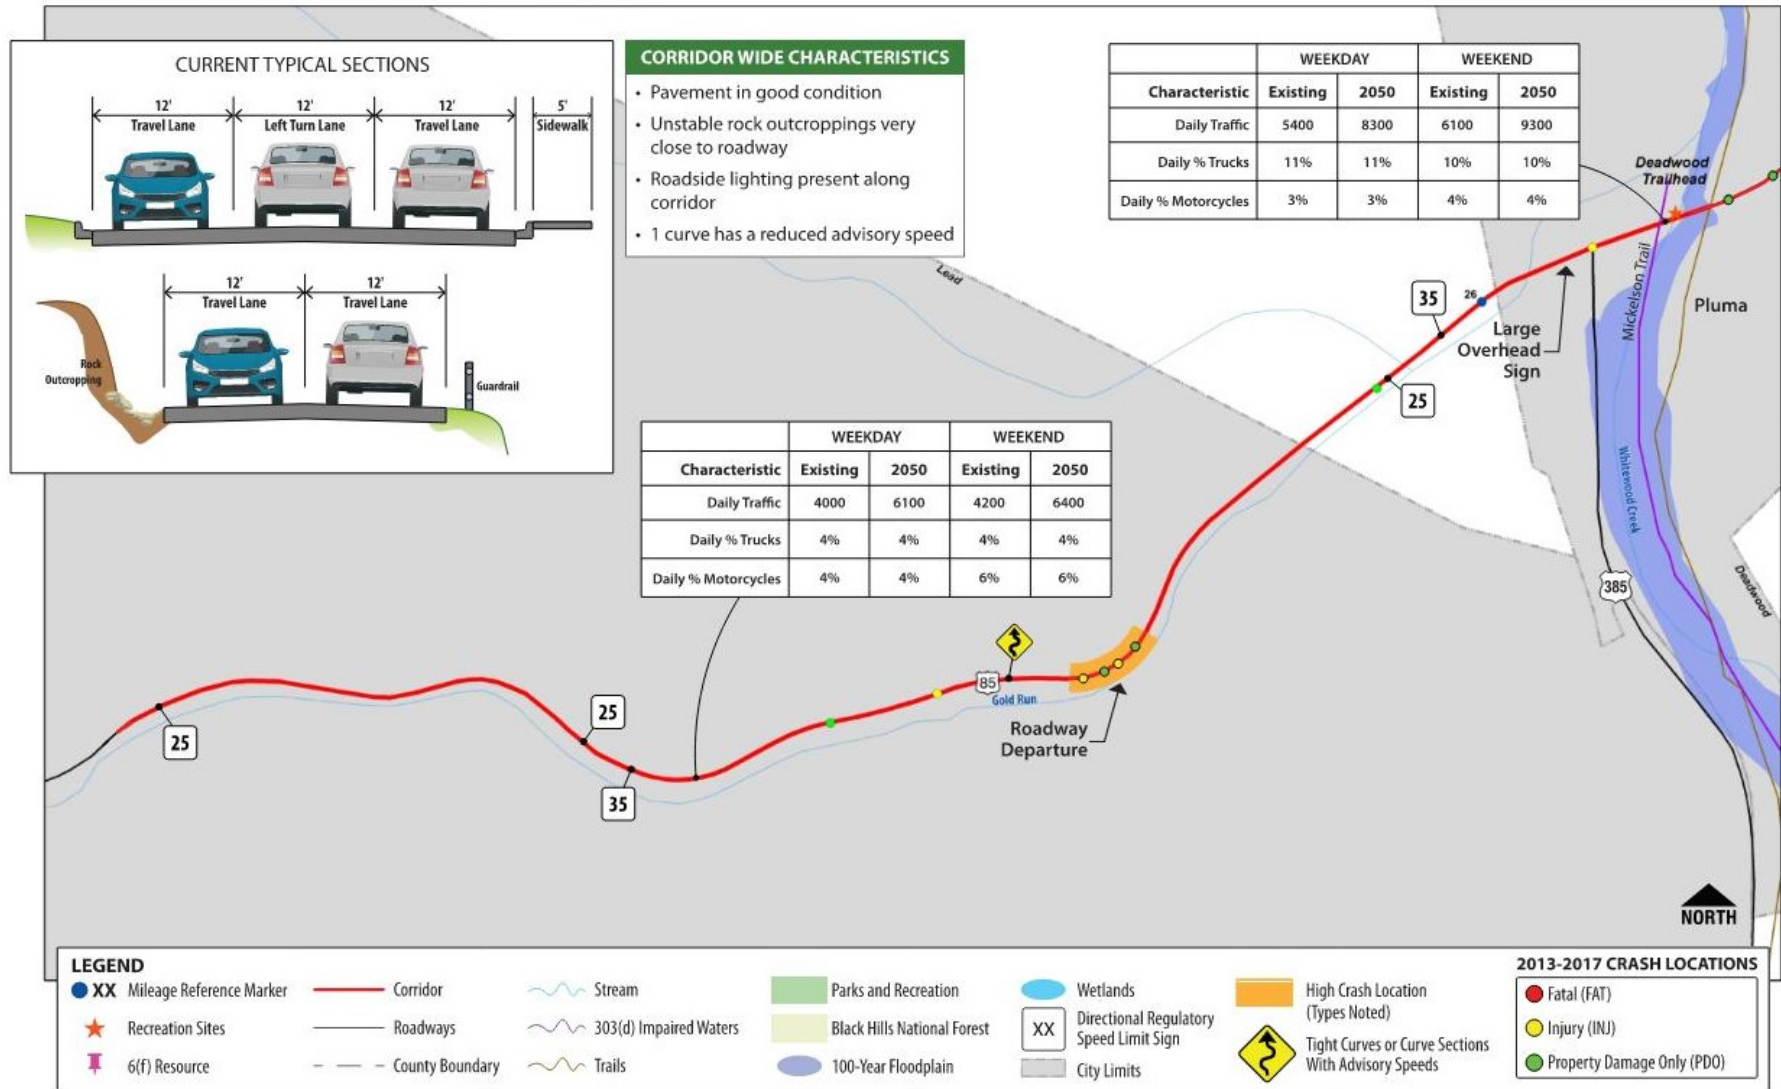 CURRENT TYPICAL SECTIONS
12' 12' 12' 5'
Travel Lane Left Turn Lane Travel Lane Sidewalk
12' 12'
Travel Lane Travel Lane
Rock
Outcropping
Guardrail
CORRIDOR WIDE CHARACTERISTICS
• Pavement in good condition
• Unstable rock outcroppings very
close to roadway
• Roadside lighting present along
corridor
• 1 curve has a reduced advisory speed
WEEKDAY WEEKEND
Characteristic Existing 2050 Existing 2050
Daily Traffic 5400 8300 6100 9300
Daily % Trucks 11% 11% 10% 10%
Daily % Motorcycles 3% 3% 4% 4%
Deadwood
Trailhead
Mickelson Trail
Pluma
Lead
35
26
Large
Overhead
Sign
25
Whitewood Creek
385
Deadwood
WEEKDAY WEEKEND
Characteristic Existing 2050 Existing 2050
Daily Traffic 4000 6100 4200 6400
Daily % Trucks 4% 4% 4% 4%
Daily % Motorcycles 4% 4% 6% 6%
85
Gold Run
Roadway
Departure
25
25
35
NORTH
LEGEND
XX Mileage Reference Marker
Recreation Sites
6(f) Resource
Corridor
Roadways
County Boundary
Stream
303(d) Impaired Waters
Trails
Parks and Recreation
Black Hills National Forest
100-Year Floodplain
Wetlands
XX Directional Regulatory
Speed Limit Sign
City Limits
High Crash Location
(Types Noted)
Tight Curves or Curve Sections
With Advisory Speeds
2013-2017 CRASH LOCATIONS
Fatal (FAT)
Injury (INJ)
Property Damage Only (PDO)